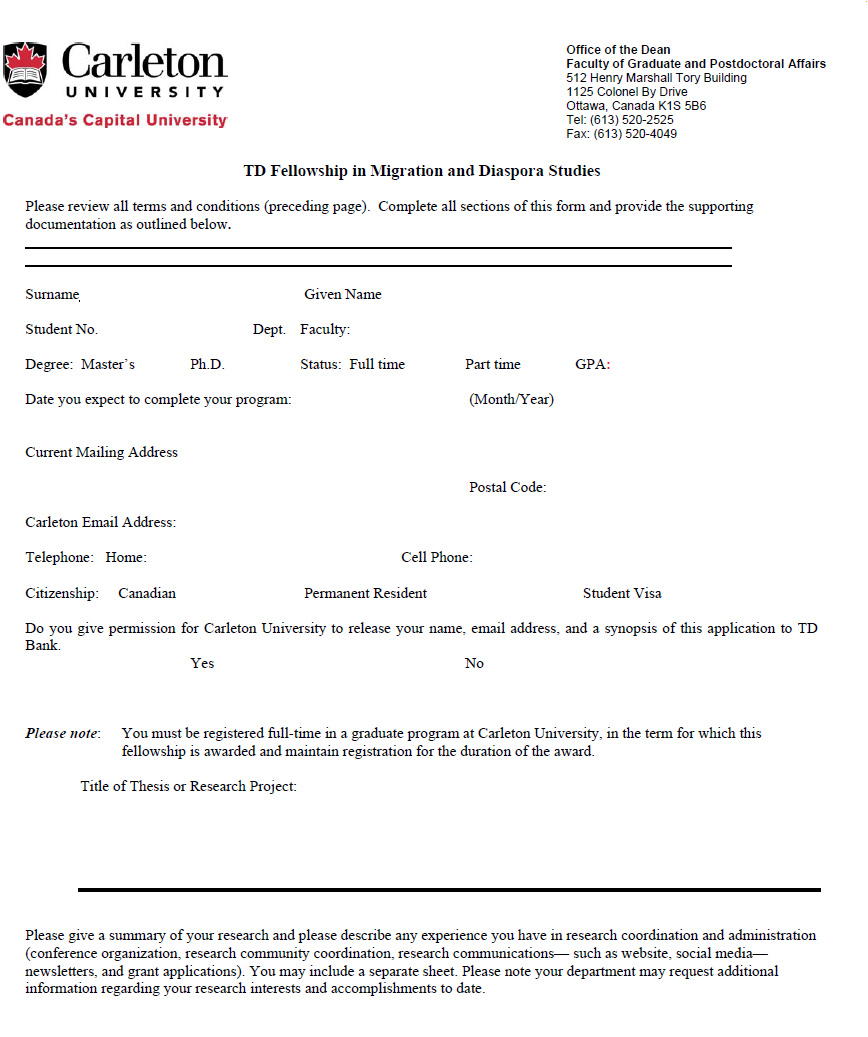 Carleton
UNIVERSITY
Canada's Capital University
Office of the Dean
Faculty of Graduate and Postdoctoral Affairs
512 Henry Marshall Tory Building
1125 Colonel By Drive
Ottawa, Canada K1S 5B6
Tel: (613) 520-2525
Fax: (613) 520-4049
TD Fellowship in Migration and Diaspora Studies
Please review all terms and conditions (preceding page).  Complete all sections of this form and provide the supporting
documentation as outlined below.
Surname, Given Name
Student No. Dept. Faculty:
Degree: Master's Ph.D. Status: Full time Part time GPA:
Date you expect to complete your program: (Month/Year)
Current Mailing Address
Postal Code:
Carleton Email Address:
Telephone: Home: Cell Phone:
Citizenship: Canadian Permanent Resident Student Visa
Do you give permission for Carleton University to release your name, email address, and a synopsis of this application to TD
Bank.
Yes No
Please note: You must be registered full-time in a graduate program at Carleton University, in the term for which this
fellowship is awarded and maintain registration for the duration of the award.
Title of Thesis or Research Project:
Please give a summary of your research and please describe any experience you have in research coordination and administration
(conference organization, research community coordination, research communications— such as website, social media—
newsletters, and grant applications). You may include a separate sheet. Please note your department may request additional
information regarding your research interests and accomplishments to date.